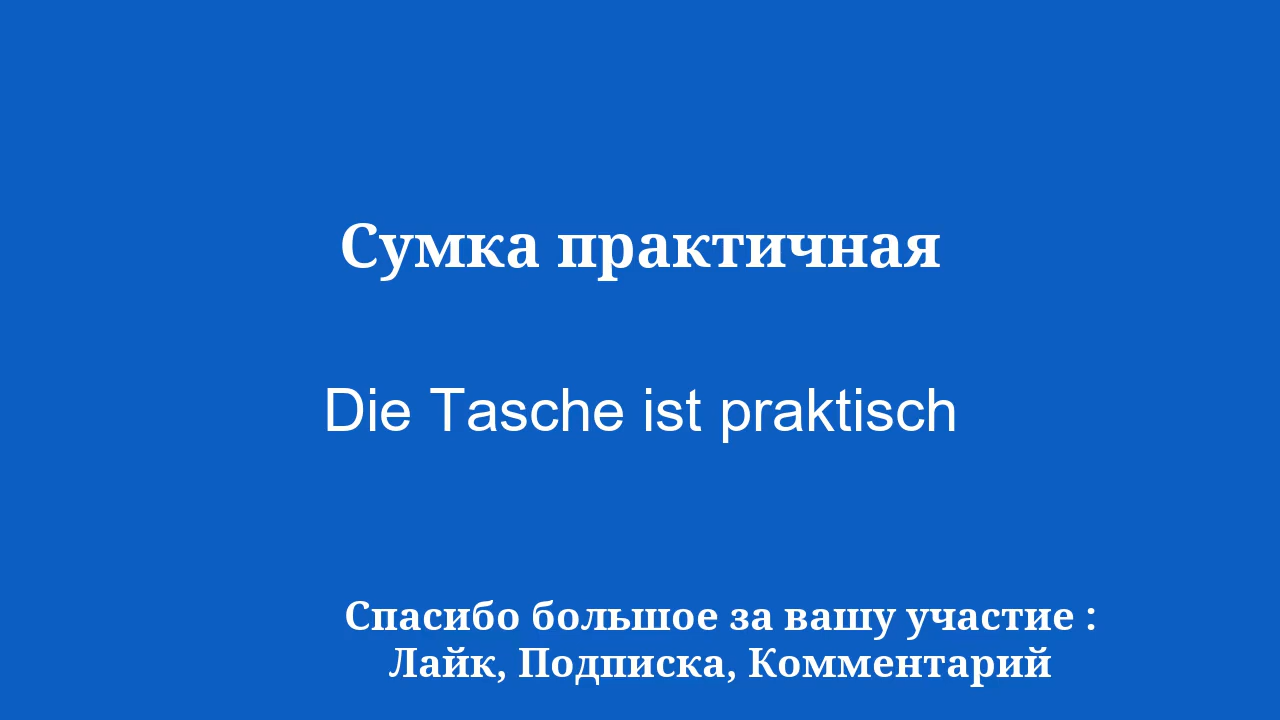 Сумка практичная
Die Tasche ist praktisch
Спасибо большое за вашу участие :
Лайк, Подписка, Комментарий